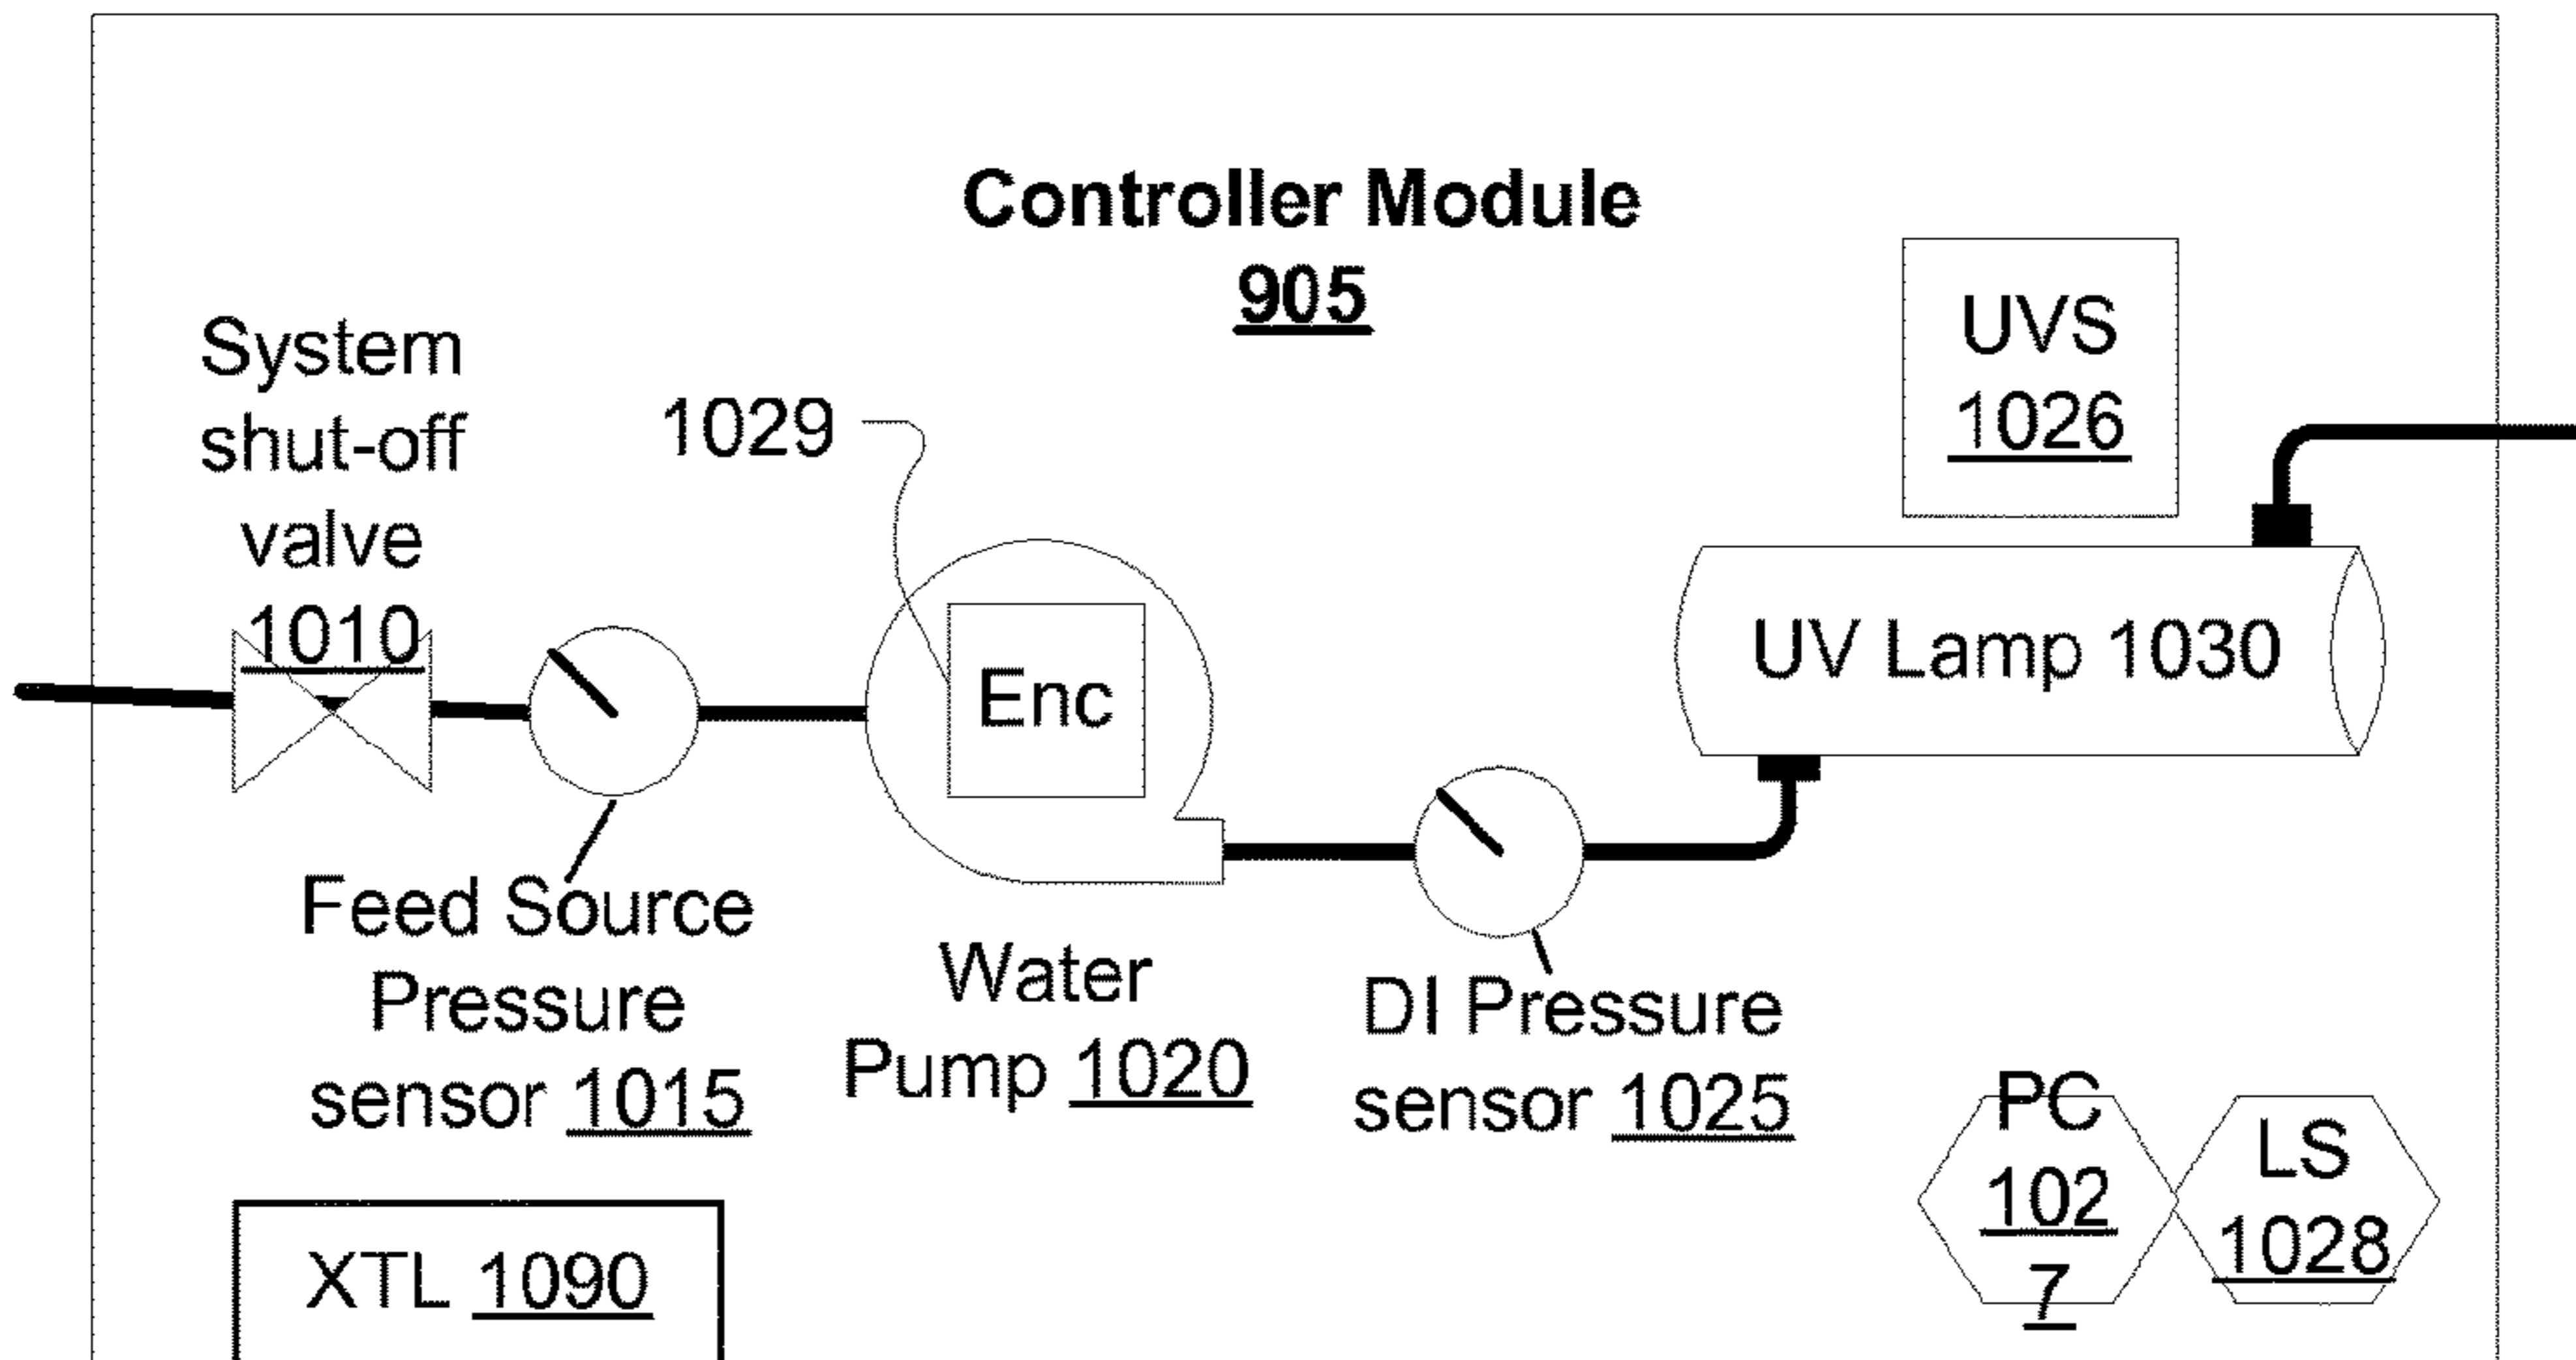 Controller Module
905
System
shut-off
valve
1010
1029
UVS
1026
Enc
UV Lamp 1030
Feed Source
Pressure
sensor 1015
Water
Pump 1020
DI Pressure
sensor 1025
PC
102
7
LS
1028
XTL 1090